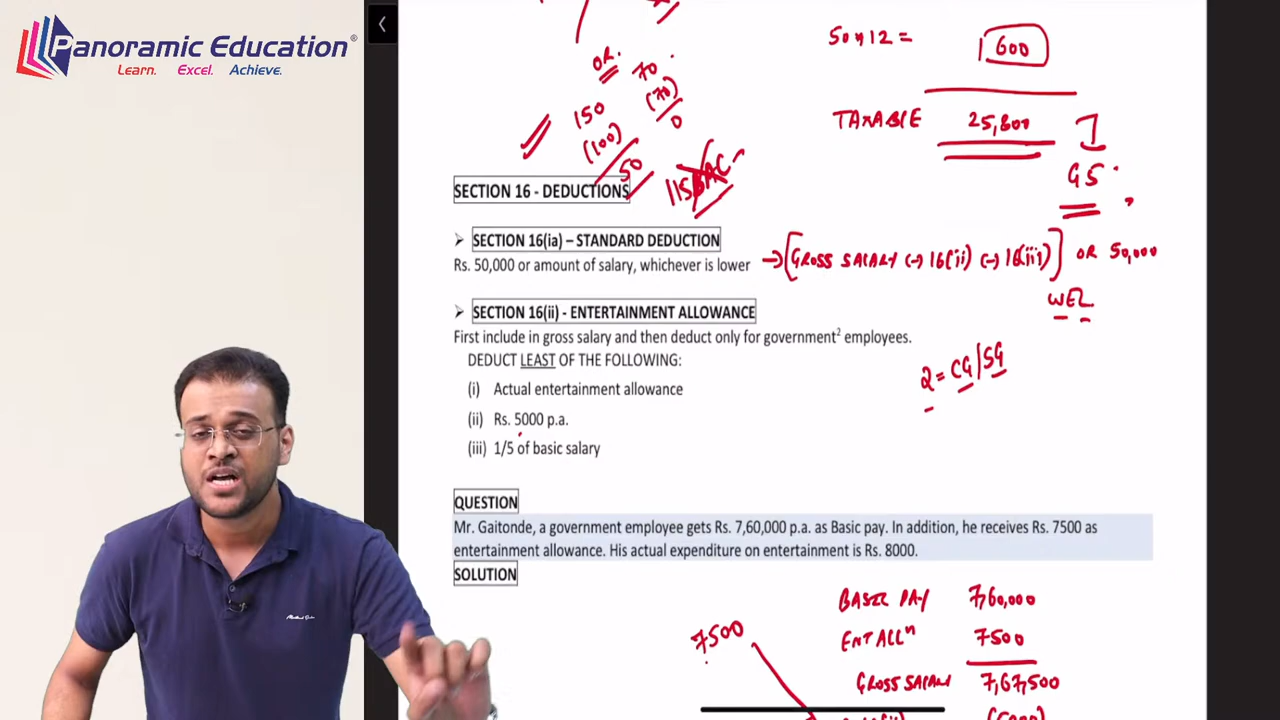 Panoramic Education®
Learn. Excel. Achieve.
50x12 = 1600
TAXABLE 25,800
GS
OR
70
(70)
0
150
(100)
50
115BAC
SECTION 16 - DEDUCTIONS
➢ SECTION 16(ia) – STANDARD DEDUCTION
Rs. 50,000 or amount of salary, whichever is lower
→ [GROSS SALARY (-) 16(ii) (-) 16(iii)] OR 50,000
WEL
➢ SECTION 16(ii) - ENTERTAINMENT ALLOWANCE
First include in gross salary and then deduct only for government² employees.
DEDUCT LEAST OF THE FOLLOWING:
2 = CG/SG
(i) Actual entertainment allowance
(ii) Rs. 5000 p.a.
(iii) 1/5 of basic salary
QUESTION
Mr. Gaitonde, a government employee gets Rs. 7,60,000 p.a. as Basic pay. In addition, he receives Rs. 7500 as
entertainment allowance. His actual expenditure on entertainment is Rs. 8000.
SOLUTION
BASIC PAY 7,60,000
7500
ENT ALLn 7500
GROSS SALARY 7,67,500